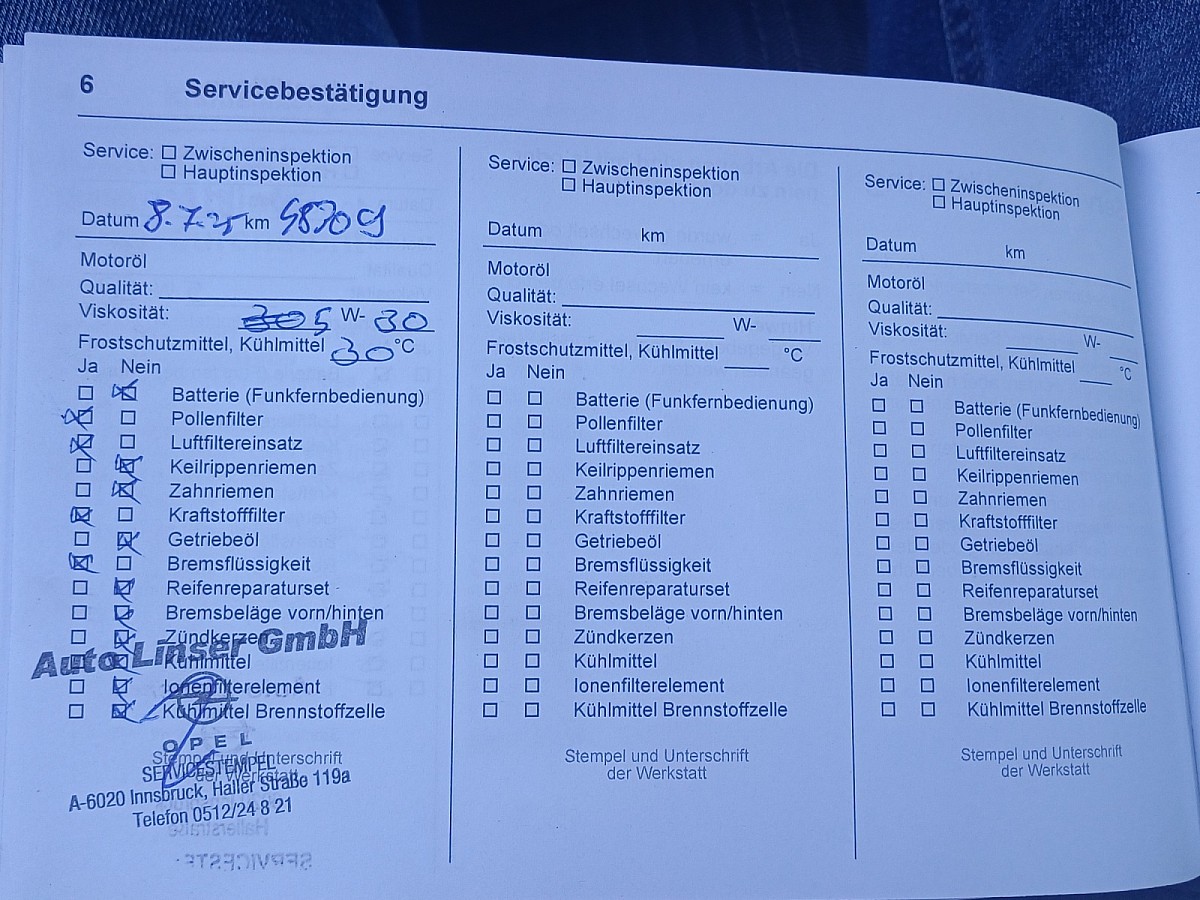 6 Servicebestätigung
Service: Zwischeninspektion
Hauptinspektion
Datum 8.7.25 km
Motoröl
Qualität:
Viskosität: 5 W- 30
Frostschutzmittel, Kühlmittel 30 °C
Ja Nein
Batterie (Funkfernbedienung)
Pollenfilter
Luftfiltereinsatz
Keilrippenriemen
Zahnriemen
Kraftstofffilter
Getriebeöl
Bremsflüssigkeit
Reifenreparaturset
Bremsbeläge vorn/hinten
Zündkerzen
Kühlmittel
Ionenfilterelement
Kühlmittel Brennstoffzelle
Stempel und Unterschrift
der Werkstatt
Auto Linser GmbH
OPEL
SERVICESTEMPEL
A-6020 Innsbruck, Haller Straße 119a
Telefon 0512/24 8 21
Service: Zwischeninspektion
Hauptinspektion
Datum km
Motoröl
Qualität:
Viskosität: W-
Frostschutzmittel, Kühlmittel °C
Ja Nein
Batterie (Funkfernbedienung)
Pollenfilter
Luftfiltereinsatz
Keilrippenriemen
Zahnriemen
Kraftstofffilter
Getriebeöl
Bremsflüssigkeit
Reifenreparaturset
Bremsbeläge vorn/hinten
Zündkerzen
Kühlmittel
Ionenfilterelement
Kühlmittel Brennstoffzelle
Stempel und Unterschrift
der Werkstatt
Service: Zwischeninspektion
Hauptinspektion
Datum km
Motoröl
Qualität:
Viskosität: W-
Frostschutzmittel, Kühlmittel °C
Ja Nein
Batterie (Funkfernbedienung)
Pollenfilter
Luftfiltereinsatz
Keilrippenriemen
Zahnriemen
Kraftstofffilter
Getriebeöl
Bremsflüssigkeit
Reifenreparaturset
Bremsbeläge vorn/hinten
Zündkerzen
Kühlmittel
Ionenfilterelement
Kühlmittel Brennstoffzelle
Stempel und Unterschrift
der Werkstatt